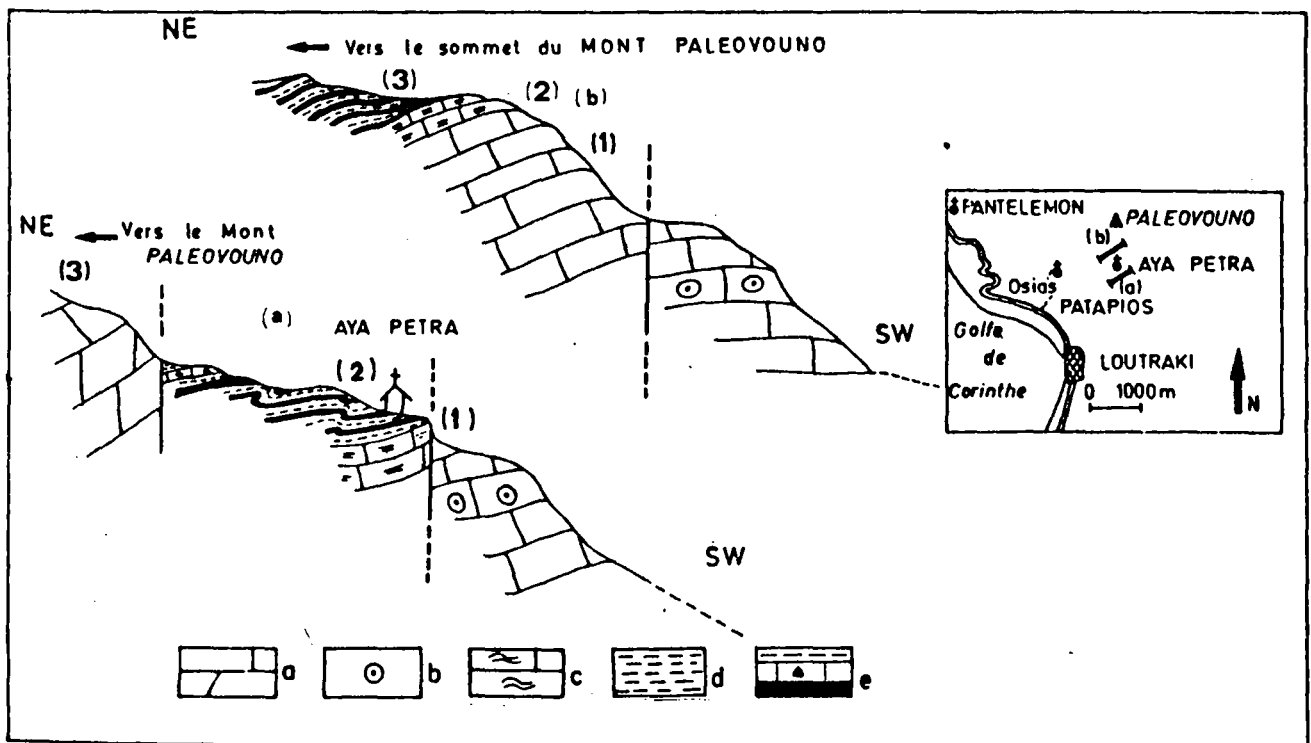 NE
← Vers le sommet du MONT PALEOVOUNO
(3)
(2) (b)
(1)
NE
← Vers le Mont
PALEOVOUNO
(3)
(a)
AYA PETRA
(2)
(1)
SW
SW
PANTELEMON
PALEOVOUNO
(b)
AYA PETRA
(a)
Osias
PATAPIOS
Golfe
de
Corinthe
LOUTRAKI
0 1000 m
N
a
b
c
d
e